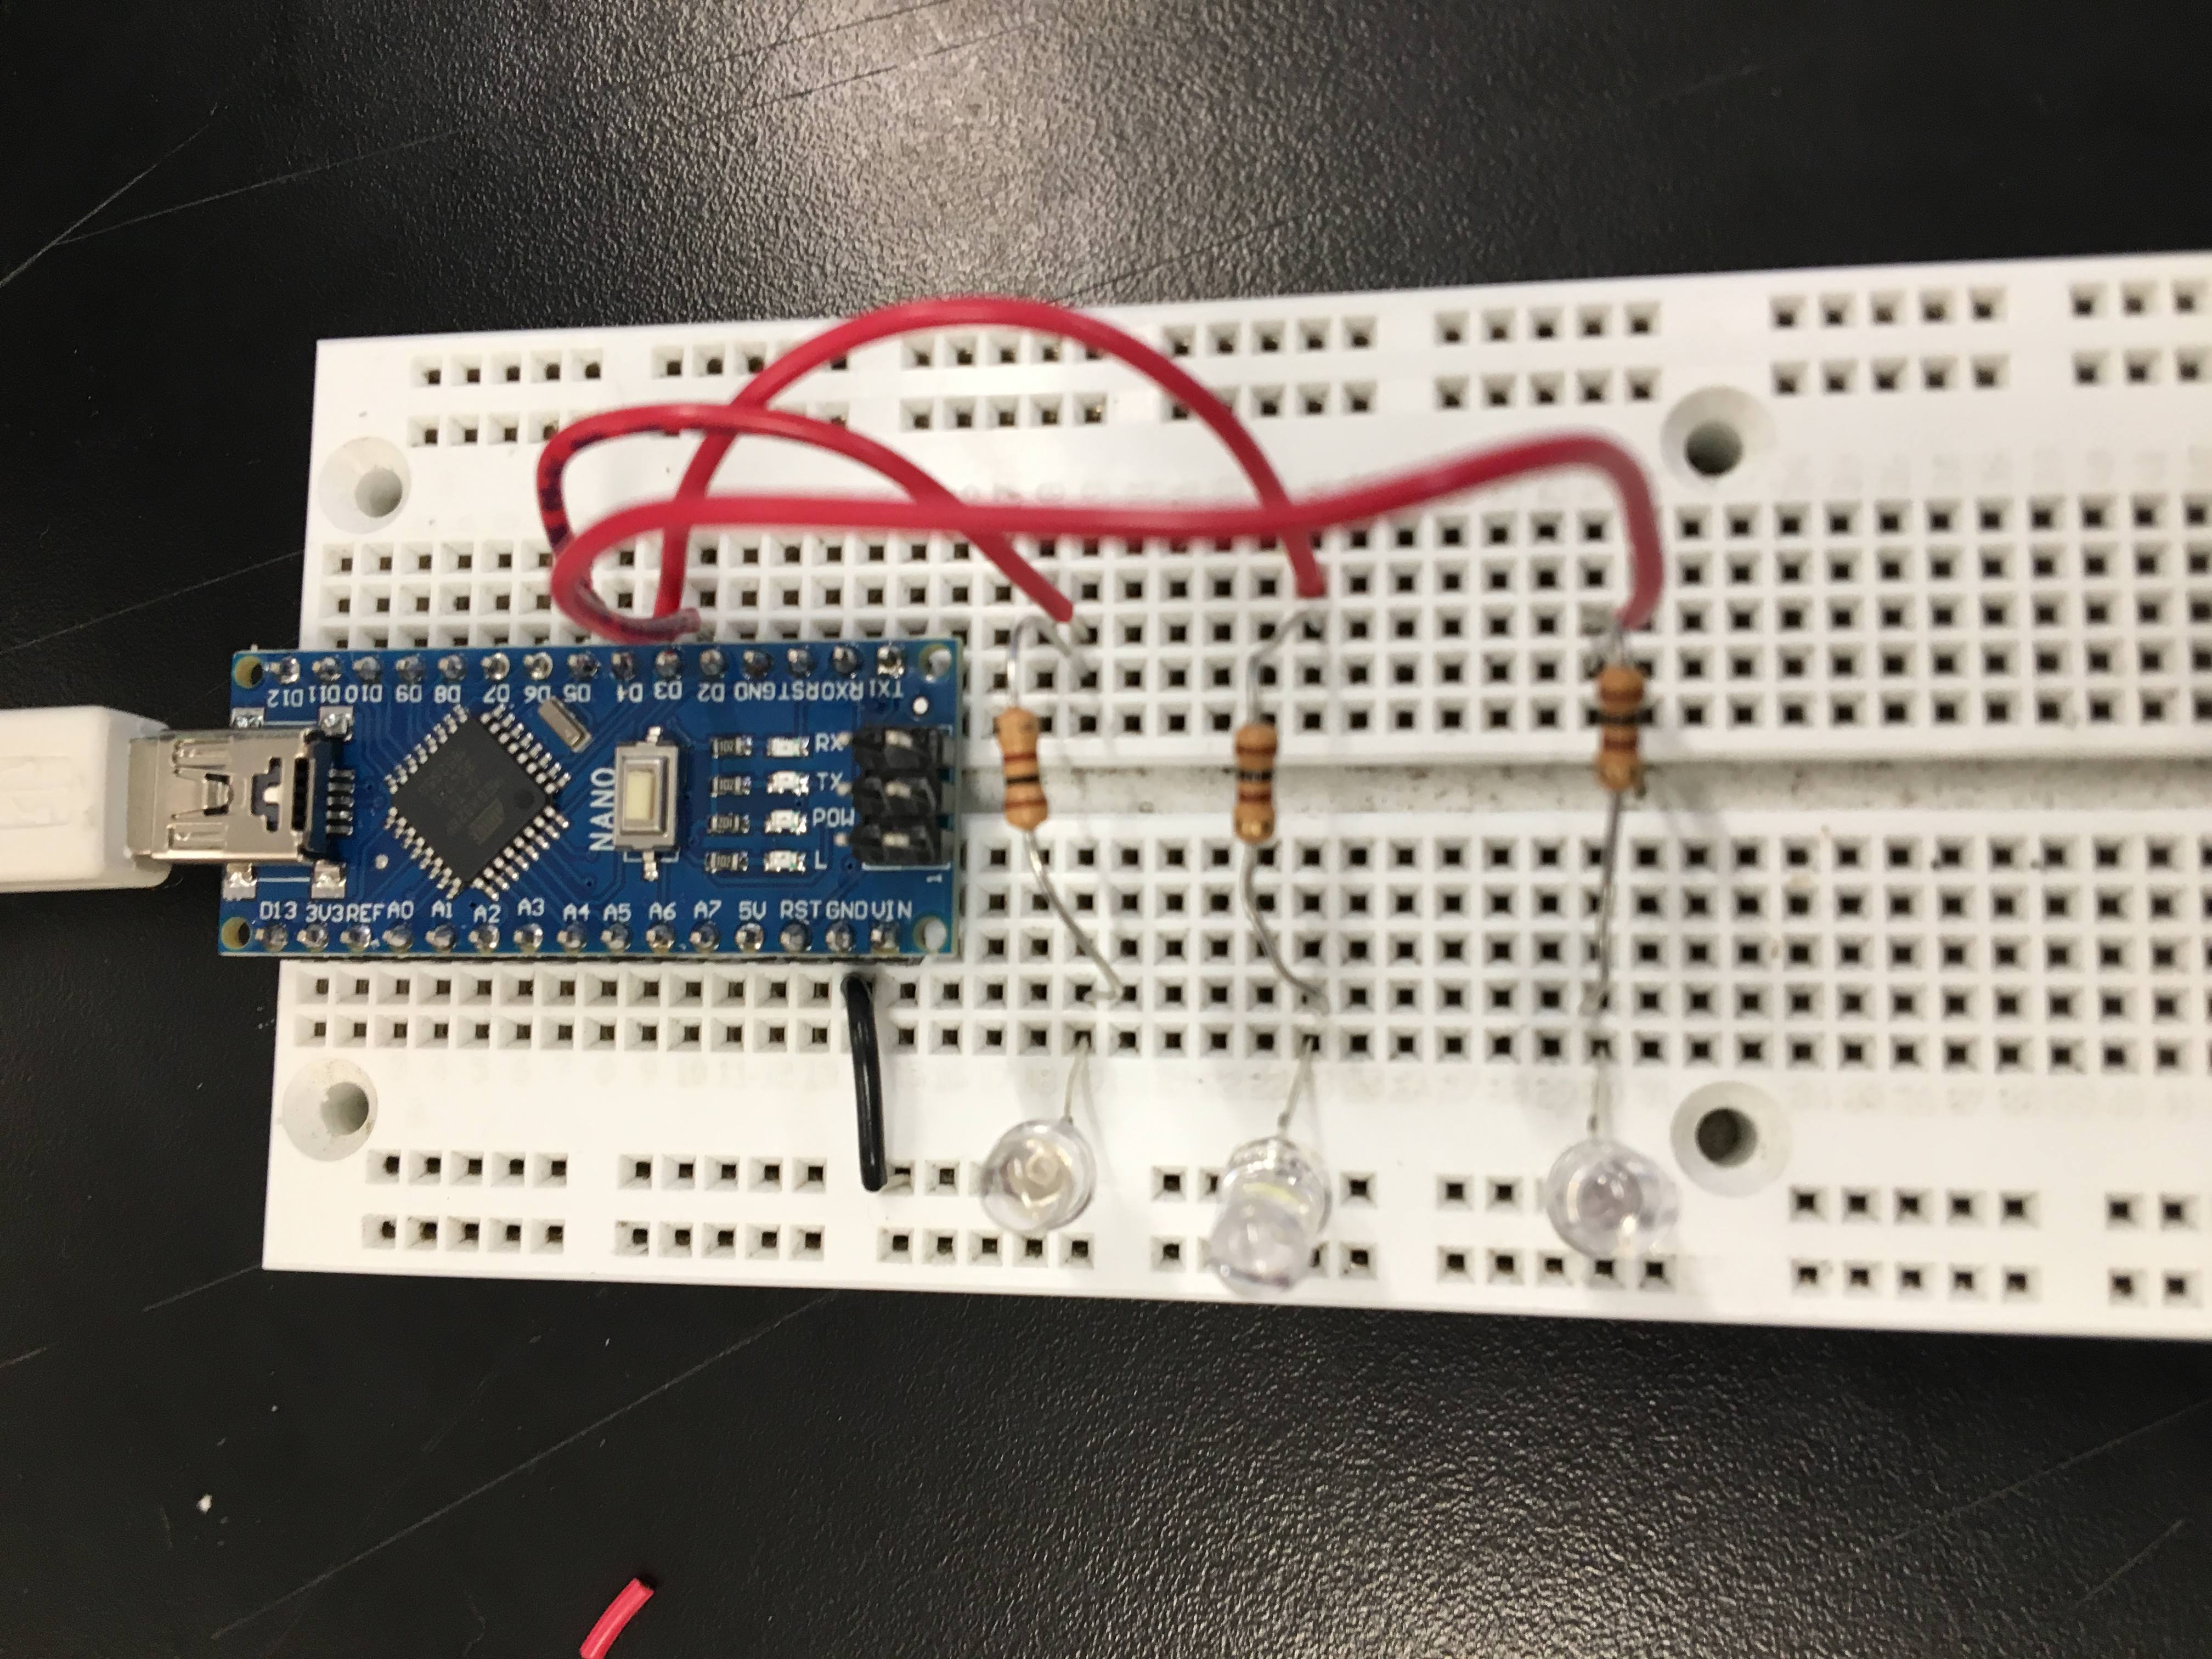 D13
3V3
REF
A0
A1
A2
A3
A4
A5
A6
A7
5V
RST
GND
VIN
D12
D11
D10
D9
D8
D7
D6
D5
D4
D3
D2
GND
RST
RX0
TX1
NANO
L
POW
TX
RX
1